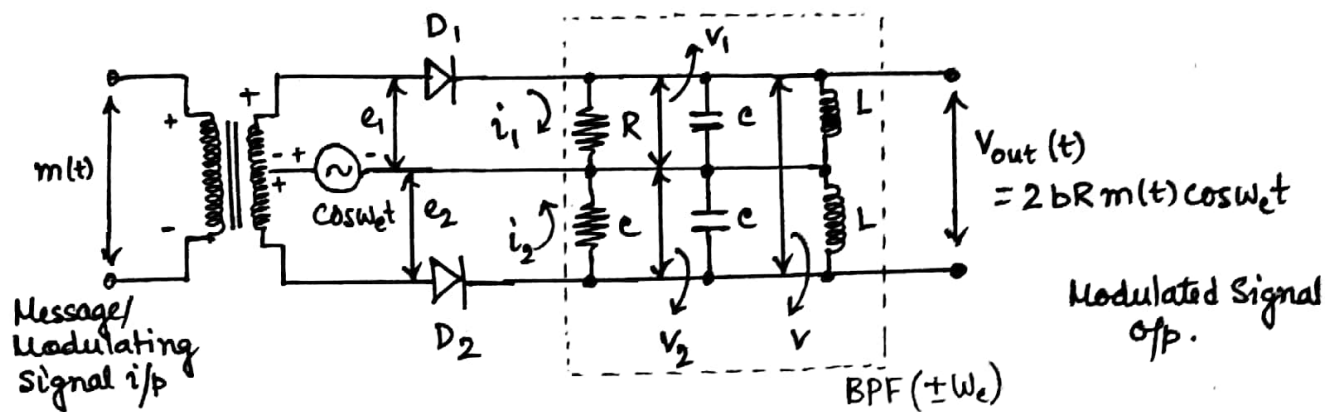 D₁
V₁
+
+
e₁
i₁
R
c
L
- +
-
m(t)
+
Vout (t)
cosωct
= 2bRm(t)cosωct
e₂
i₂
c
c
L
-
Message/
Modulating
Signal i/p
D₂
V₂
V
Modulated Signal
o/p.
BPF (±ωc)